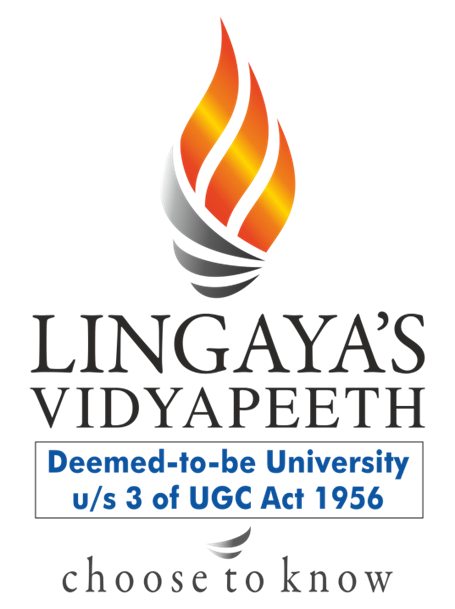 LINGAYA'S
VIDYAPEETH
Deemed-to-be University
u/s 3 of UGC Act 1956
choose to know